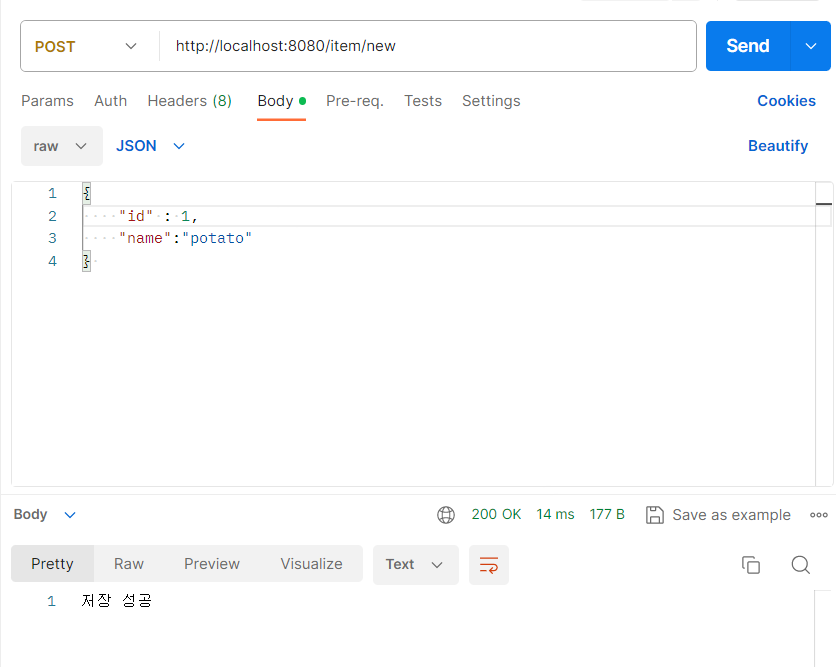 POST http://localhost:8080/item/new Send
Params Auth Headers (8) Body Pre-req. Tests Settings Cookies
raw JSON Beautify
1 {
2 "id" : 1,
3 "name":"potato"
4 }
Body 200 OK 14 ms 177 B Save as example
Pretty Raw Preview Visualize Text
1 저장 성공